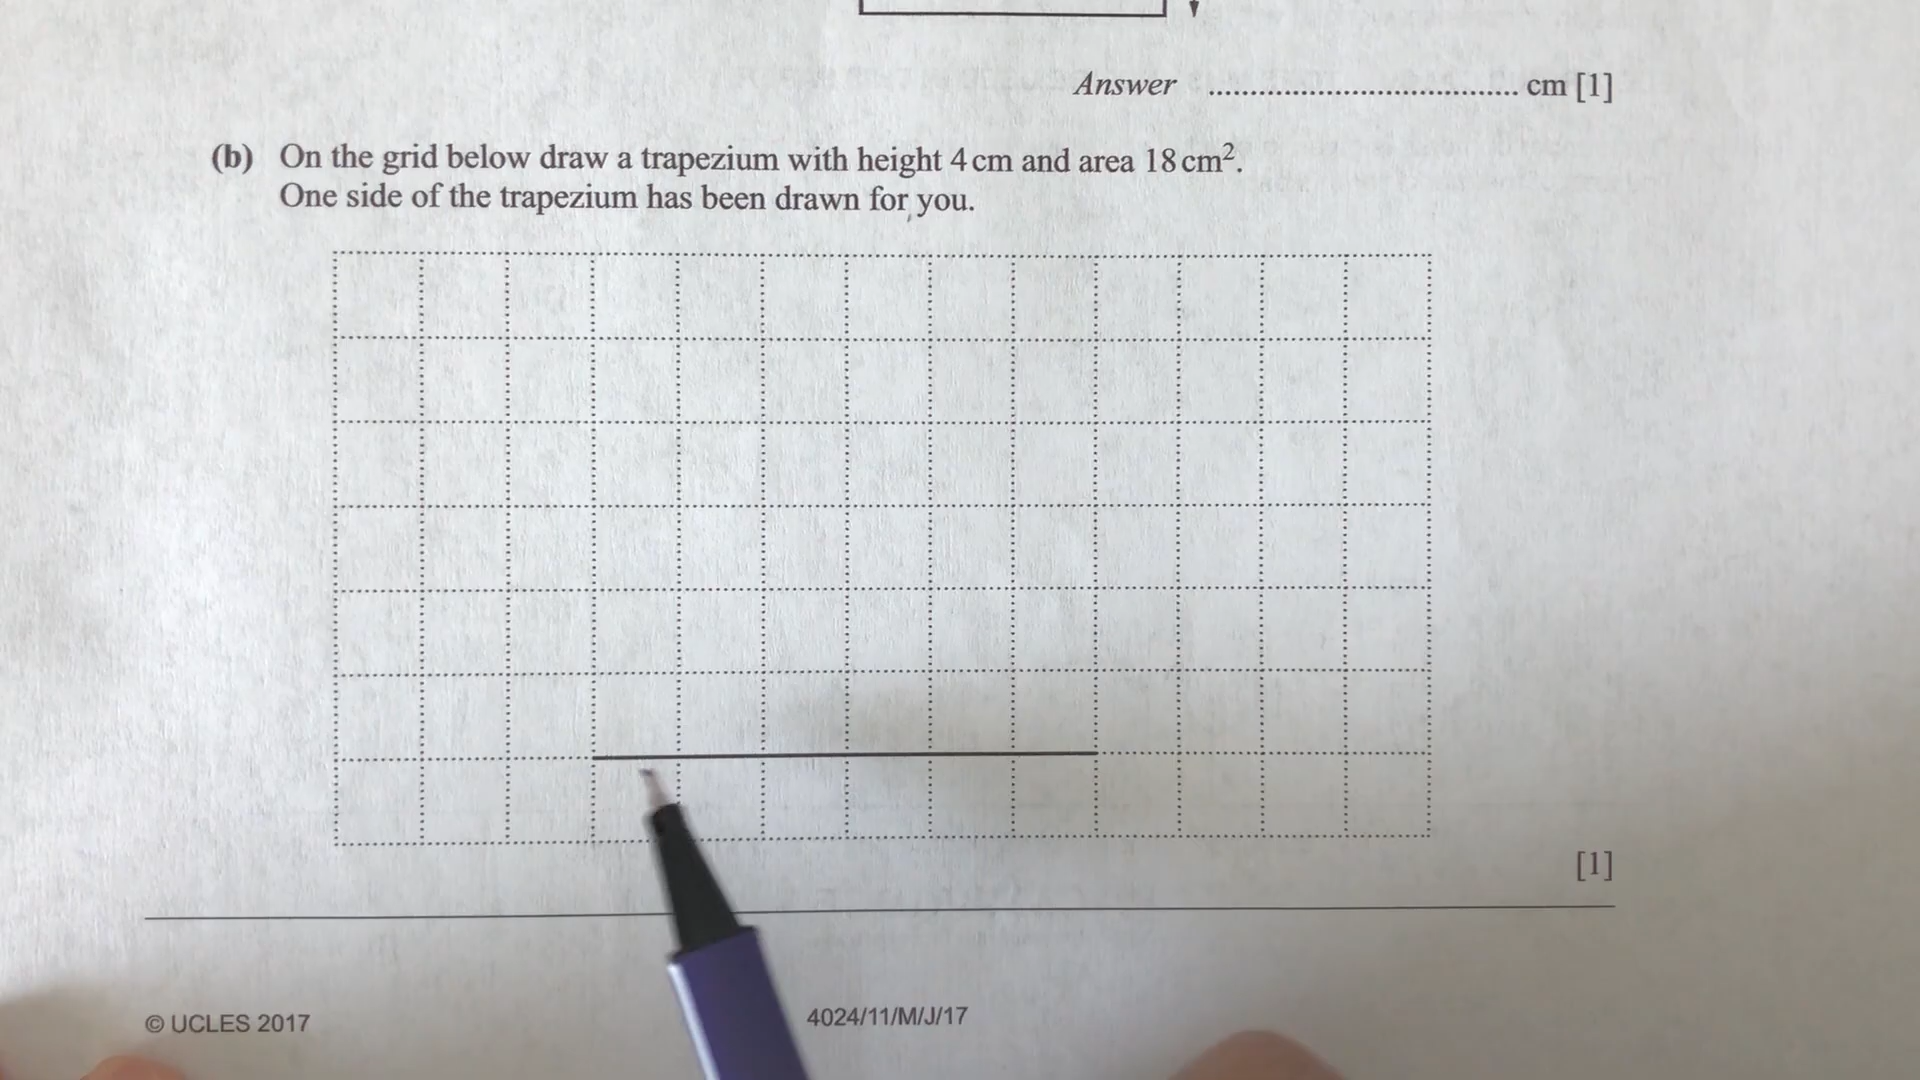 Answer ...................................... cm [1]
(b) On the grid below draw a trapezium with height 4 cm and area 18 cm².
One side of the trapezium has been drawn for you.
[1]
© UCLES 2017
4024/11/M/J/17